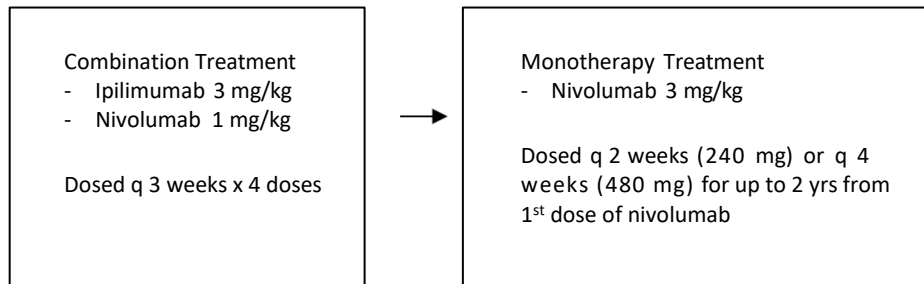 Combination Treatment
- Ipilimumab 3 mg/kg
- Nivolumab 1 mg/kg
Dosed q 3 weeks x 4 doses
Monotherapy Treatment
- Nivolumab 3 mg/kg
Dosed q 2 weeks (240 mg) or q 4
weeks (480 mg) for up to 2 yrs from
1st dose of nivolumab